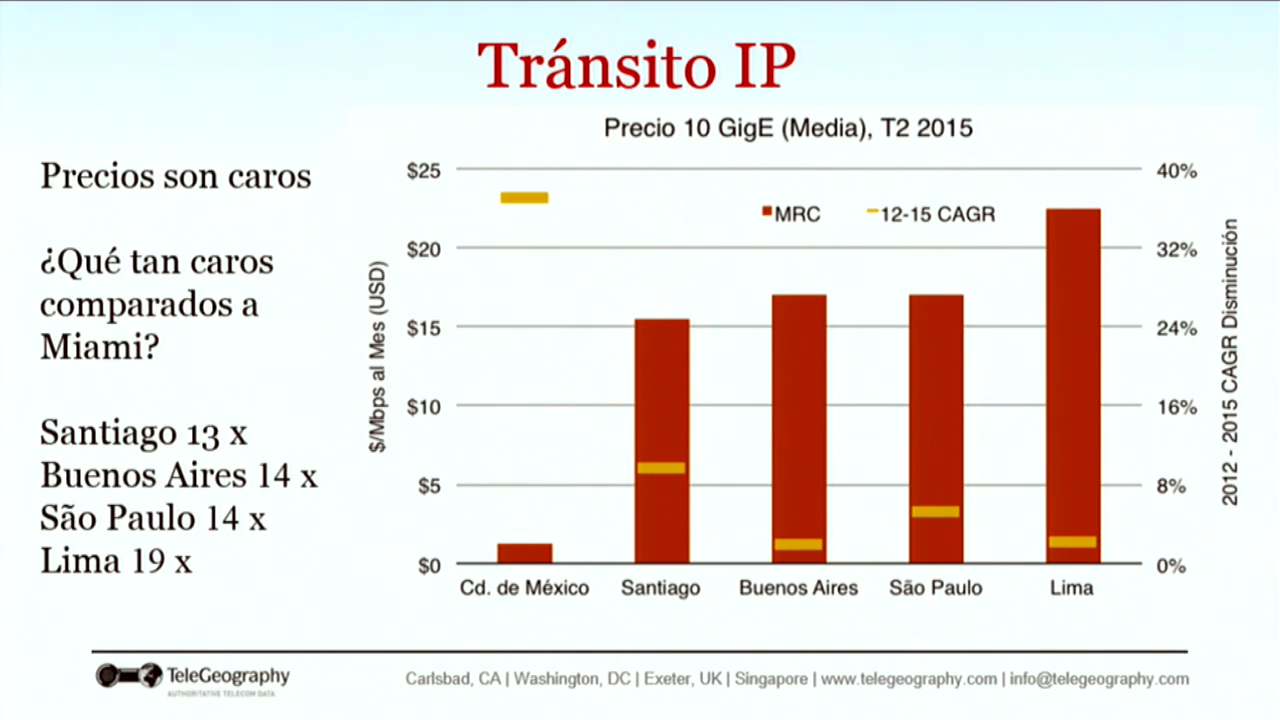 Tránsito IP
Precios son caros
¿Qué tan caros
comparados a
Miami?
Santiago 13 x
Buenos Aires 14 x
São Paulo 14 x
Lima 19 x
Precio 10 GigE (Media), T2 2015
$25
$20
$15
$10
$5
$0
$/Mbps al Mes (USD)
MRC
12-15 CAGR
40%
32%
24%
16%
8%
0%
2012 - 2015 CAGR Disminución
Cd. de México
Santiago
Buenos Aires
São Paulo
Lima
TeleGeography
AUTHORITATIVE TELECOM DATA
Carlsbad, CA | Washington, DC | Exeter, UK | Singapore | www.telegeography.com | info@telegeography.com